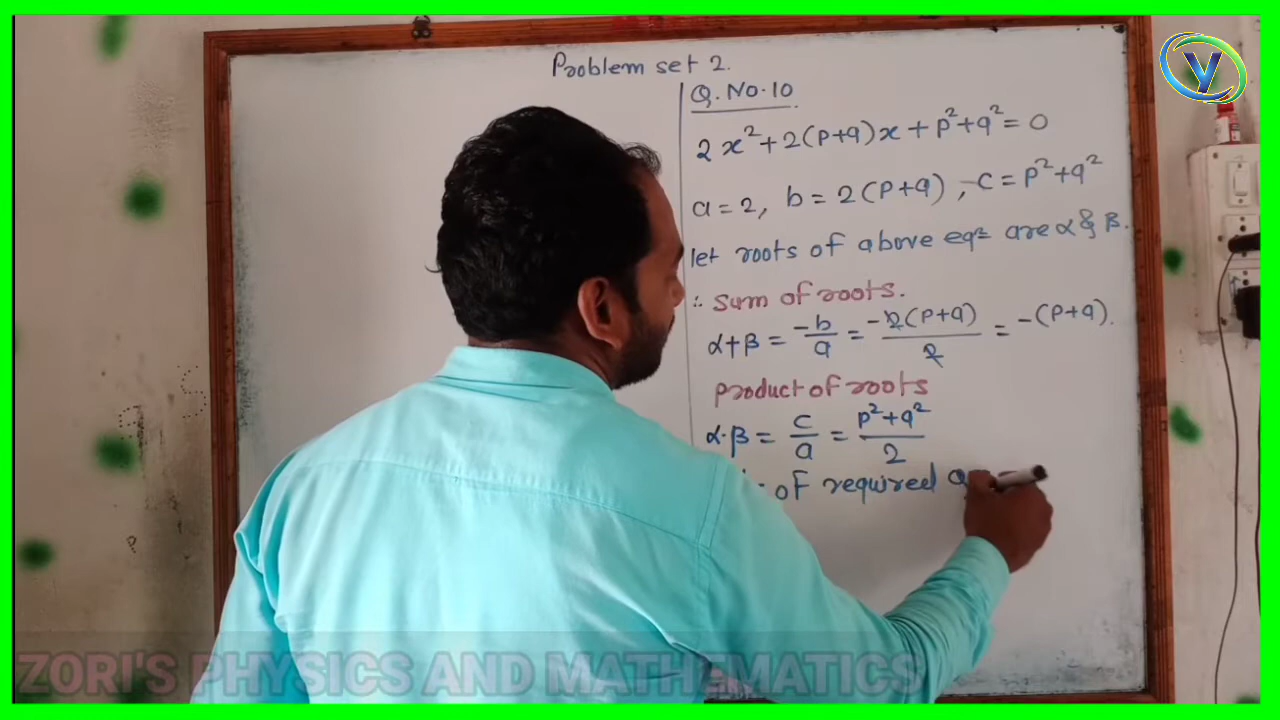 Problem set 2.
Q. No. 10
2x² + 2(p+q)x + p² + q² = 0
a = 2, b = 2(p+q), c = p² + q²
let roots of above eqⁿ are α & β.
∴ sum of roots.
α+β = -b/a = -2(p+q)/2 = -(p+q).
product of roots
α·β = c/a = p²+q²/2
of required
ZORI'S PHYSICS AND MATHEMATICS
Y